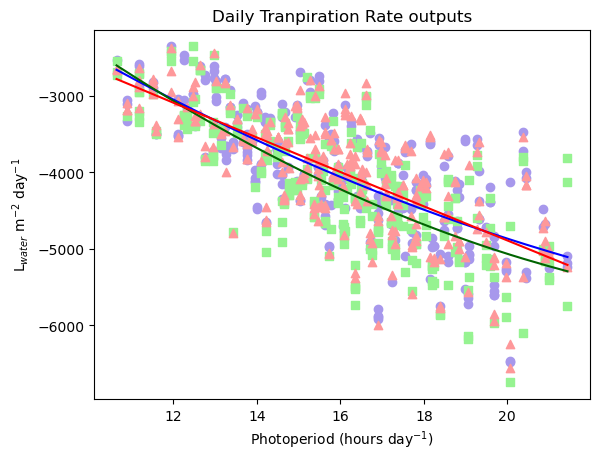 Daily Tranpiration Rate outputs
L_water m⁻² day⁻¹
−3000
−4000
−5000
−6000
12 14 16 18 20
Photoperiod (hours day⁻¹)